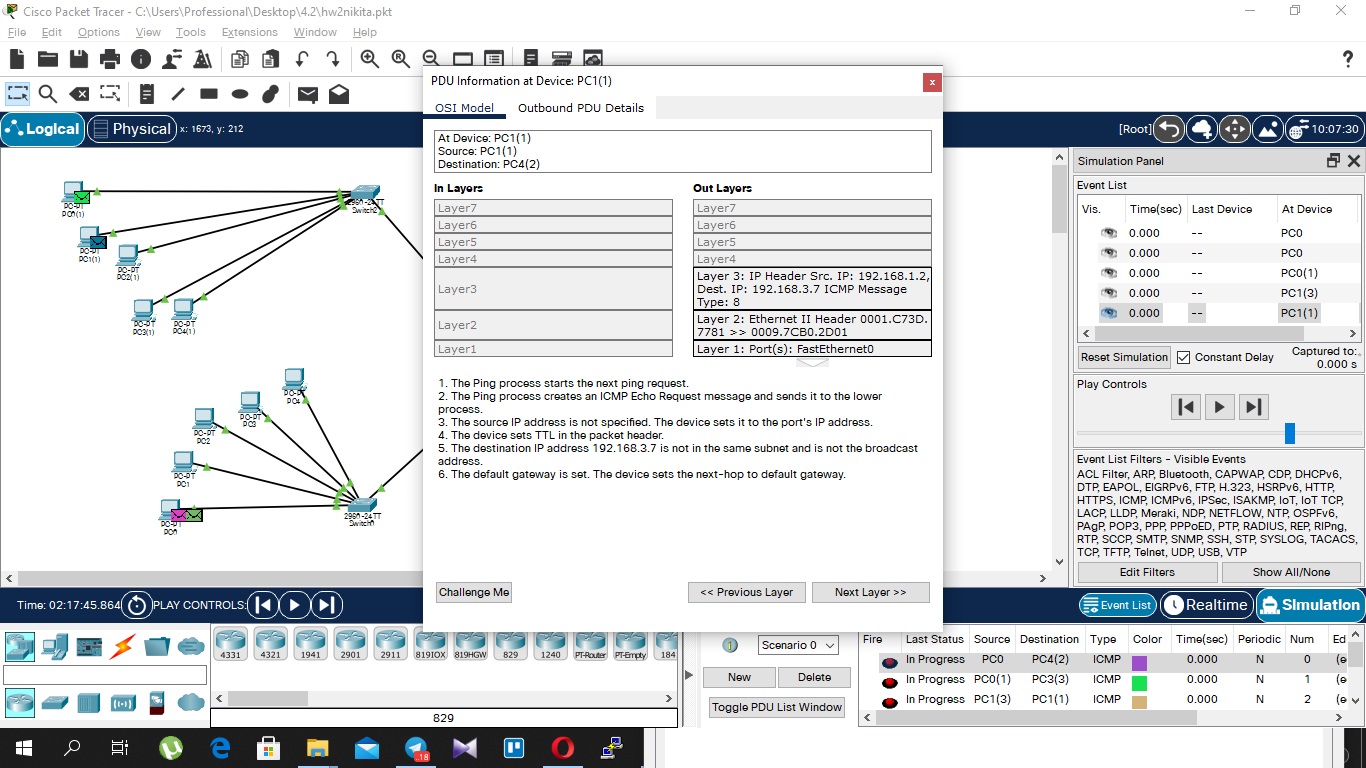 Cisco Packet Tracer - C:\Users\Professional\Desktop\4.2\hw2nikita.pkt
File Edit Options View Tools Extensions Window Help
PDU Information at Device: PC1(1)
OSI Model Outbound PDU Details
Logical Physical x: 1673, y: 212
[Root] 10:07:30
At Device: PC1(1)
Source: PC1(1)
Destination: PC4(2)
In Layers Out Layers
Layer7 Layer7
Layer6 Layer6
Layer5 Layer5
Layer4 Layer4
Layer3
Layer 3: IP Header Src. IP: 192.168.1.2,
Dest. IP: 192.168.3.7 ICMP Message
Type: 8
Layer2
Layer 2: Ethernet II Header 0001.C73D.
7781 >> 0009.7CB0.2D01
Layer1 Layer 1: Port(s): FastEthernet0
1. The Ping process starts the next ping request.
2. The Ping process creates an ICMP Echo Request message and sends it to the lower
process.
3. The source IP address is not specified. The device sets it to the port's IP address.
4. The device sets TTL in the packet header.
5. The destination IP address 192.168.3.7 is not in the same subnet and is not the broadcast
address.
6. The default gateway is set. The device sets the next-hop to default gateway.
Challenge Me << Previous Layer Next Layer >>
PC-PT
PC0(1)
PC-PT
PC1(1)
PC-PT
PC2(1)
PC-PT
PC3(1)
PC-PT
PC4(1)
2960-24TT
Switch2
PC-PT
PC4
PC-PT
PC3
PC-PT
PC2
PC-PT
PC1
PC-PT
PC0
2960-24TT
Switch1
Simulation Panel
Event List
Vis. Time(sec) Last Device At Device
0.000 -- PC0
0.000 -- PC0
0.000 -- PC0(1)
0.000 -- PC1(3)
0.000 -- PC1(1)
Reset Simulation Constant Delay Captured to:
0.000 s
Play Controls
Event List Filters - Visible Events
ACL Filter, ARP, Bluetooth, CAPWAP, CDP, DHCPv6,
DTP, EAPOL, EIGRPv6, FTP, H.323, HSRPv6, HTTP,
HTTPS, ICMP, ICMPv6, IPSec, ISAKMP, IoT, IoT TCP,
LACP, LLDP, Meraki, NDP, NETFLOW, NTP, OSPFv6,
PAgP, POP3, PPP, PPPoED, PTP, RADIUS, REP, RIPng,
RTP, SCCP, SMTP, SNMP, SSH, STP, SYSLOG, TACACS,
TCP, TFTP, Telnet, UDP, USB, VTP
Edit Filters Show All/None
Time: 02:17:45.864 PLAY CONTROLS:
Event List Realtime Simulation
4331 4321 1941 2901 2911 819IOX 819HGW 829 1240 PT-Router PT-Empty 184
829
Scenario 0
New Delete
Toggle PDU List Window
Fire Last Status Source Destination Type Color Time(sec) Periodic Num Ed
In Progress PC0 PC4(2) ICMP 0.000 N 0 (e
In Progress PC0(1) PC3(3) ICMP 0.000 N 1 (e
In Progress PC1(3) PC1(1) ICMP 0.000 N 2 (e
18